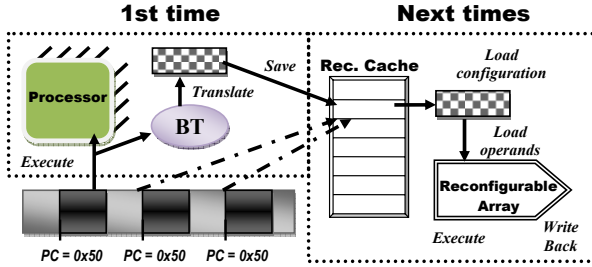 1st time
Next times
Processor
BT
Translate
Save
Execute
Rec. Cache
Load
configuration
Load
operands
Reconfigurable
Array
Execute
Write
Back
PC = 0x50
PC = 0x50
PC = 0x50